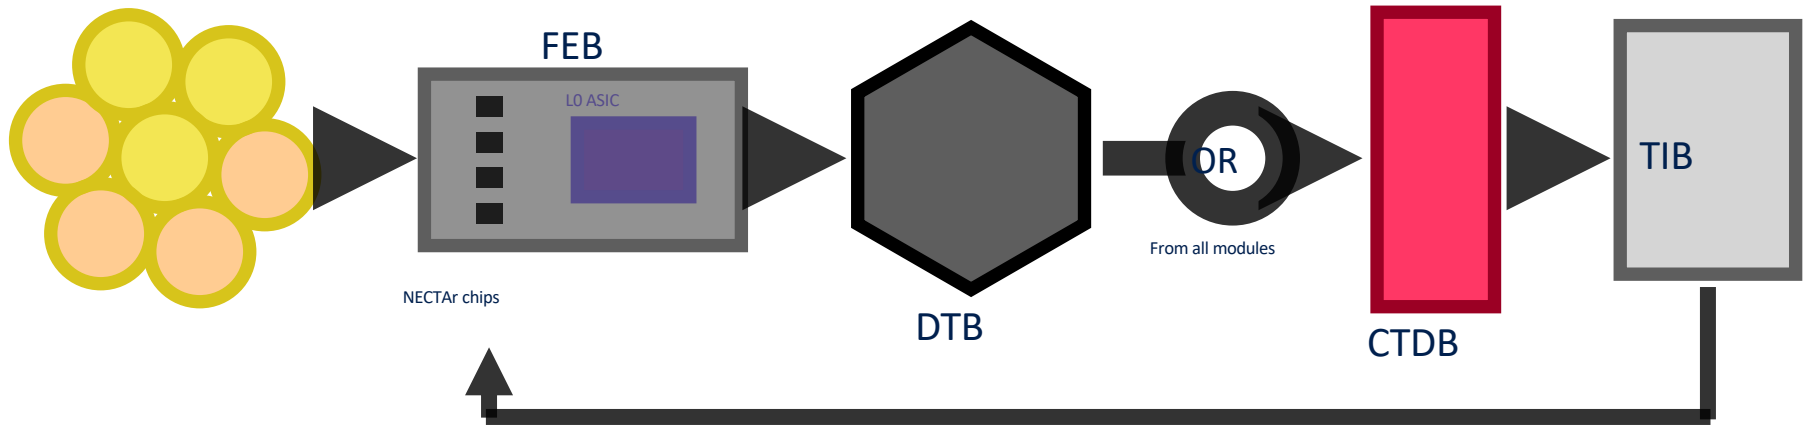 FEB
L0 ASIC
NECTAr chips
DTB
OR
From all modules
CTDB
TIB